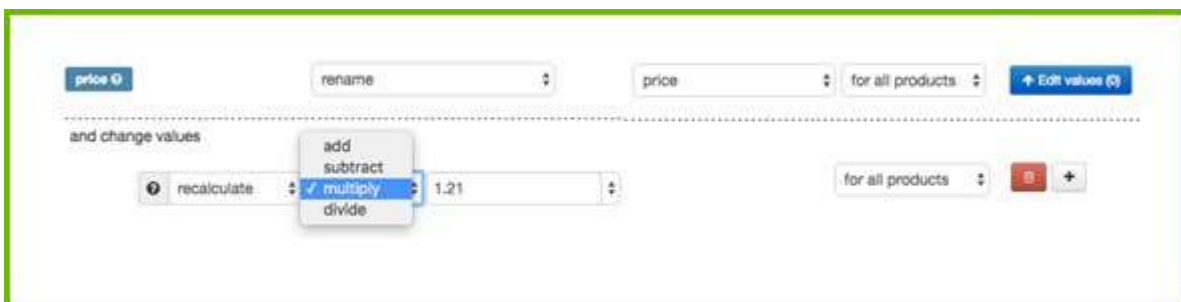 price rename price for all products Edit values (0)
and change values
add
subtract
recalculate ✓ multiply 1.21 for all products +
divide